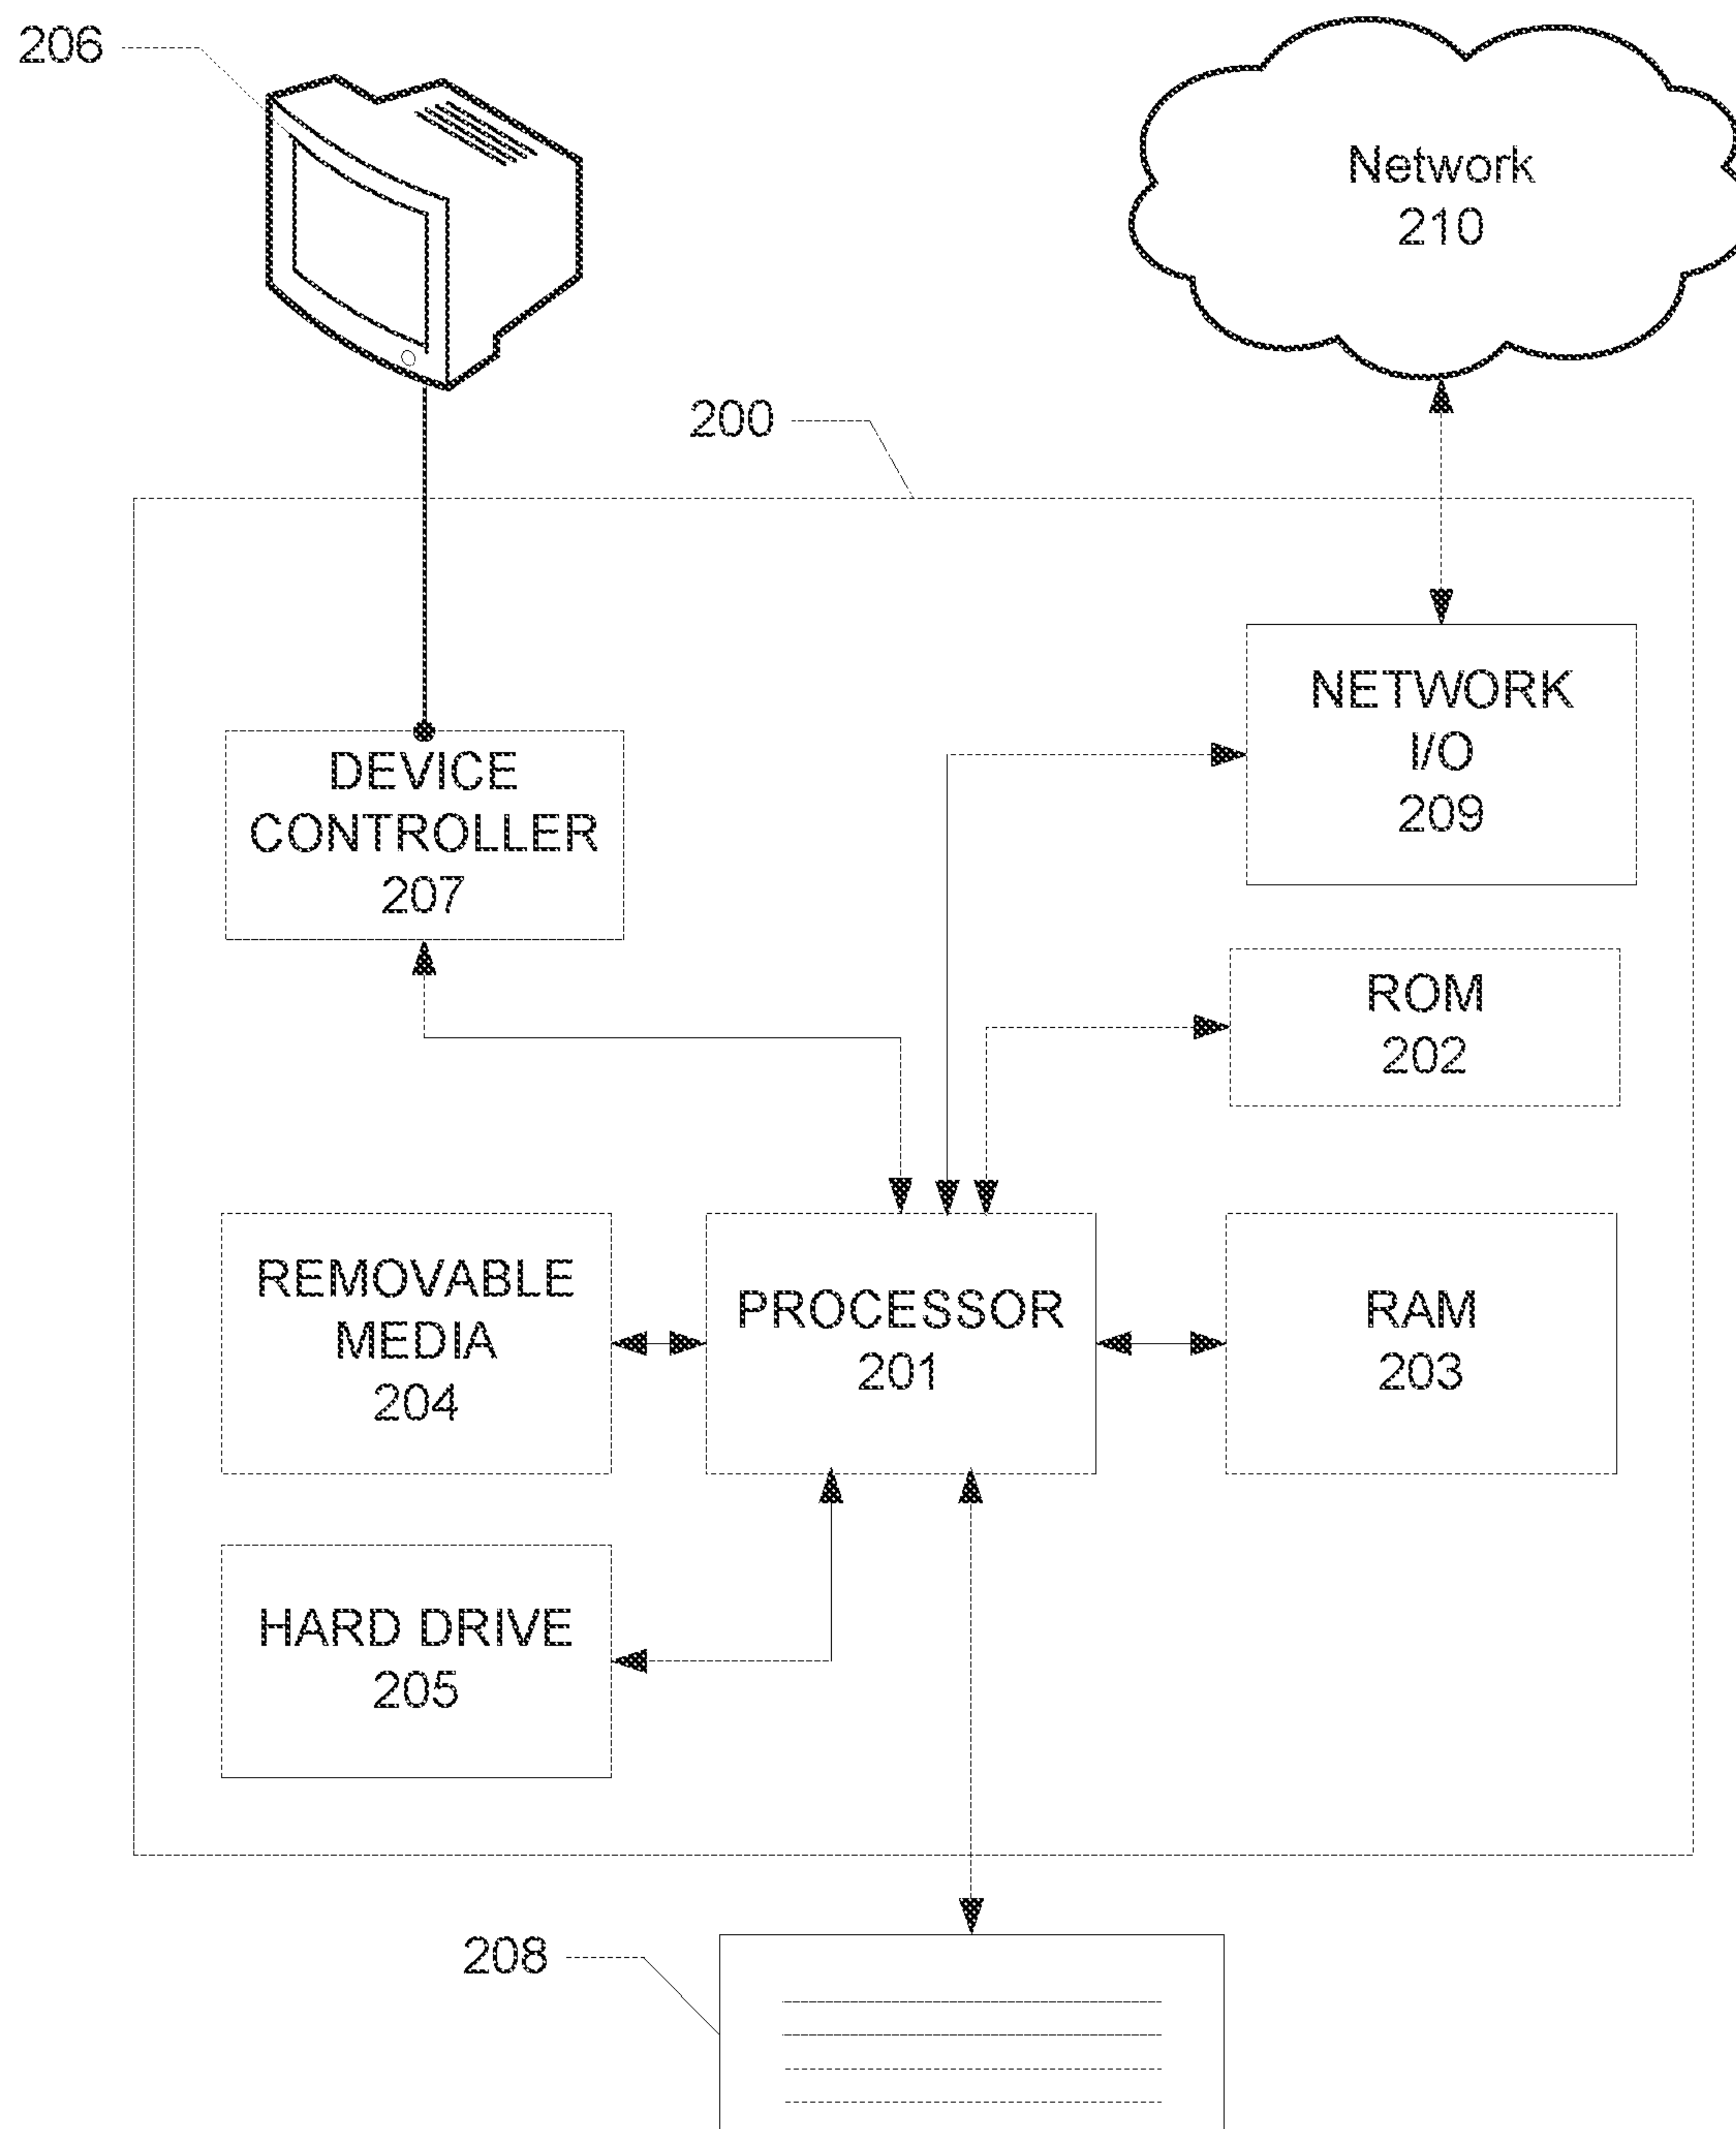 206
Network
210
200
NETWORK
I/O
209
DEVICE
CONTROLLER
207
ROM
202
REMOVABLE
MEDIA
204
PROCESSOR
201
RAM
203
HARD DRIVE
205
208